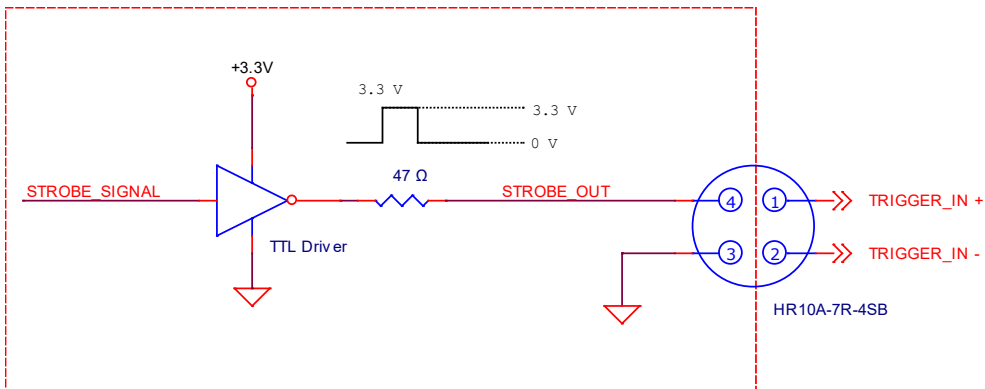 +3.3V
3.3 V
3.3 V
0 V
STROBE_SIGNAL
47 Ω
STROBE_OUT
4
1
TRIGGER_IN +
TTL Driver
3
2
TRIGGER_IN -
HR10A-7R-4SB